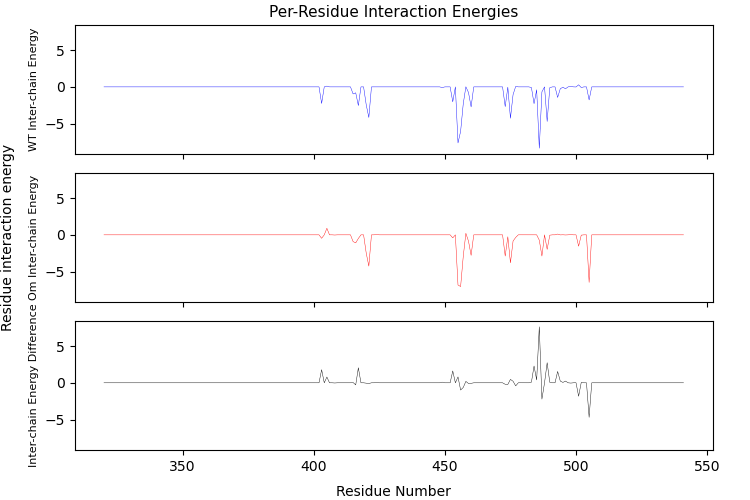 Per-Residue Interaction Energies
Residue interaction energy
WT Inter-chain Energy
5
0
−5
Om Inter-chain Energy
5
0
−5
Inter-chain Energy Difference
5
0
−5
350
400
450
500
550
Residue Number